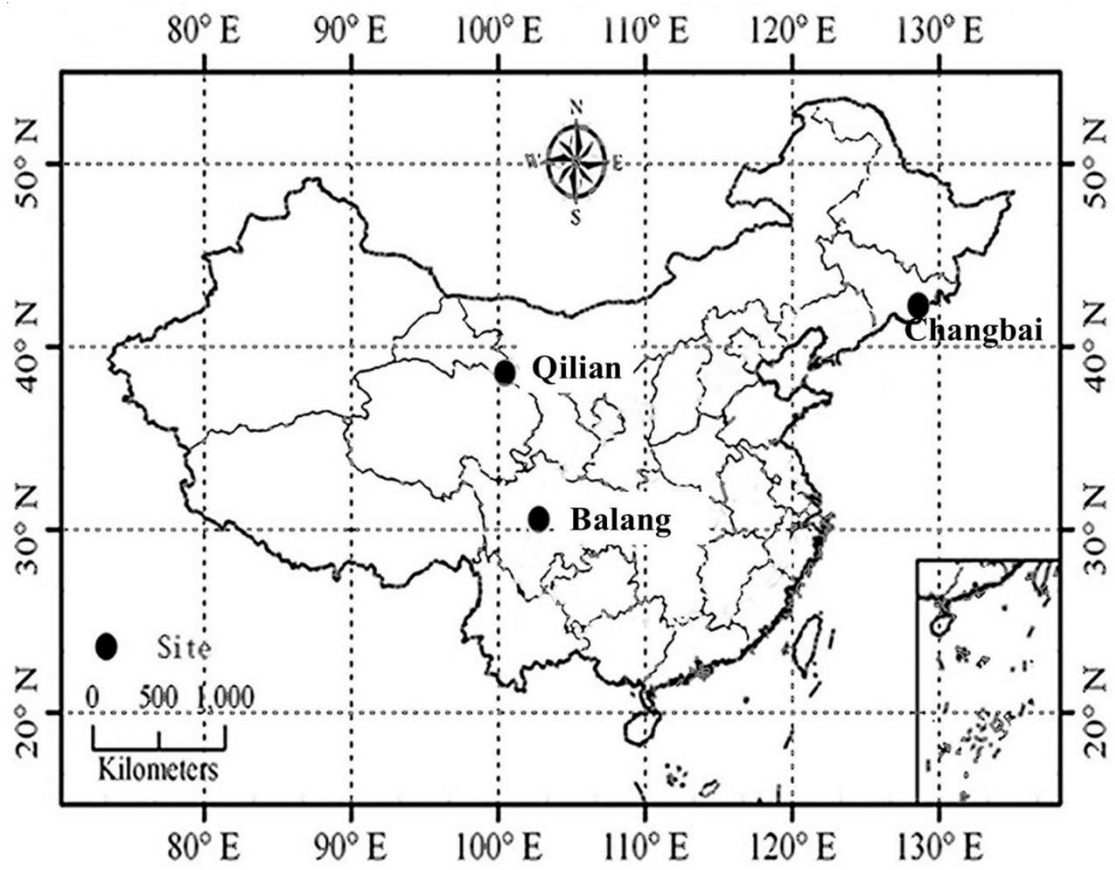 80° E 90° E 100° E 110° E 120° E 130° E
N
W E
S
50° N 50° N
40° N 40° N
Changbai
Qilian
Balang
30° N 30° N
Site
0 500 1,000
Kilometers
20° N 20° N
80° E 90° E 100° E 110° E 120° E 130° E